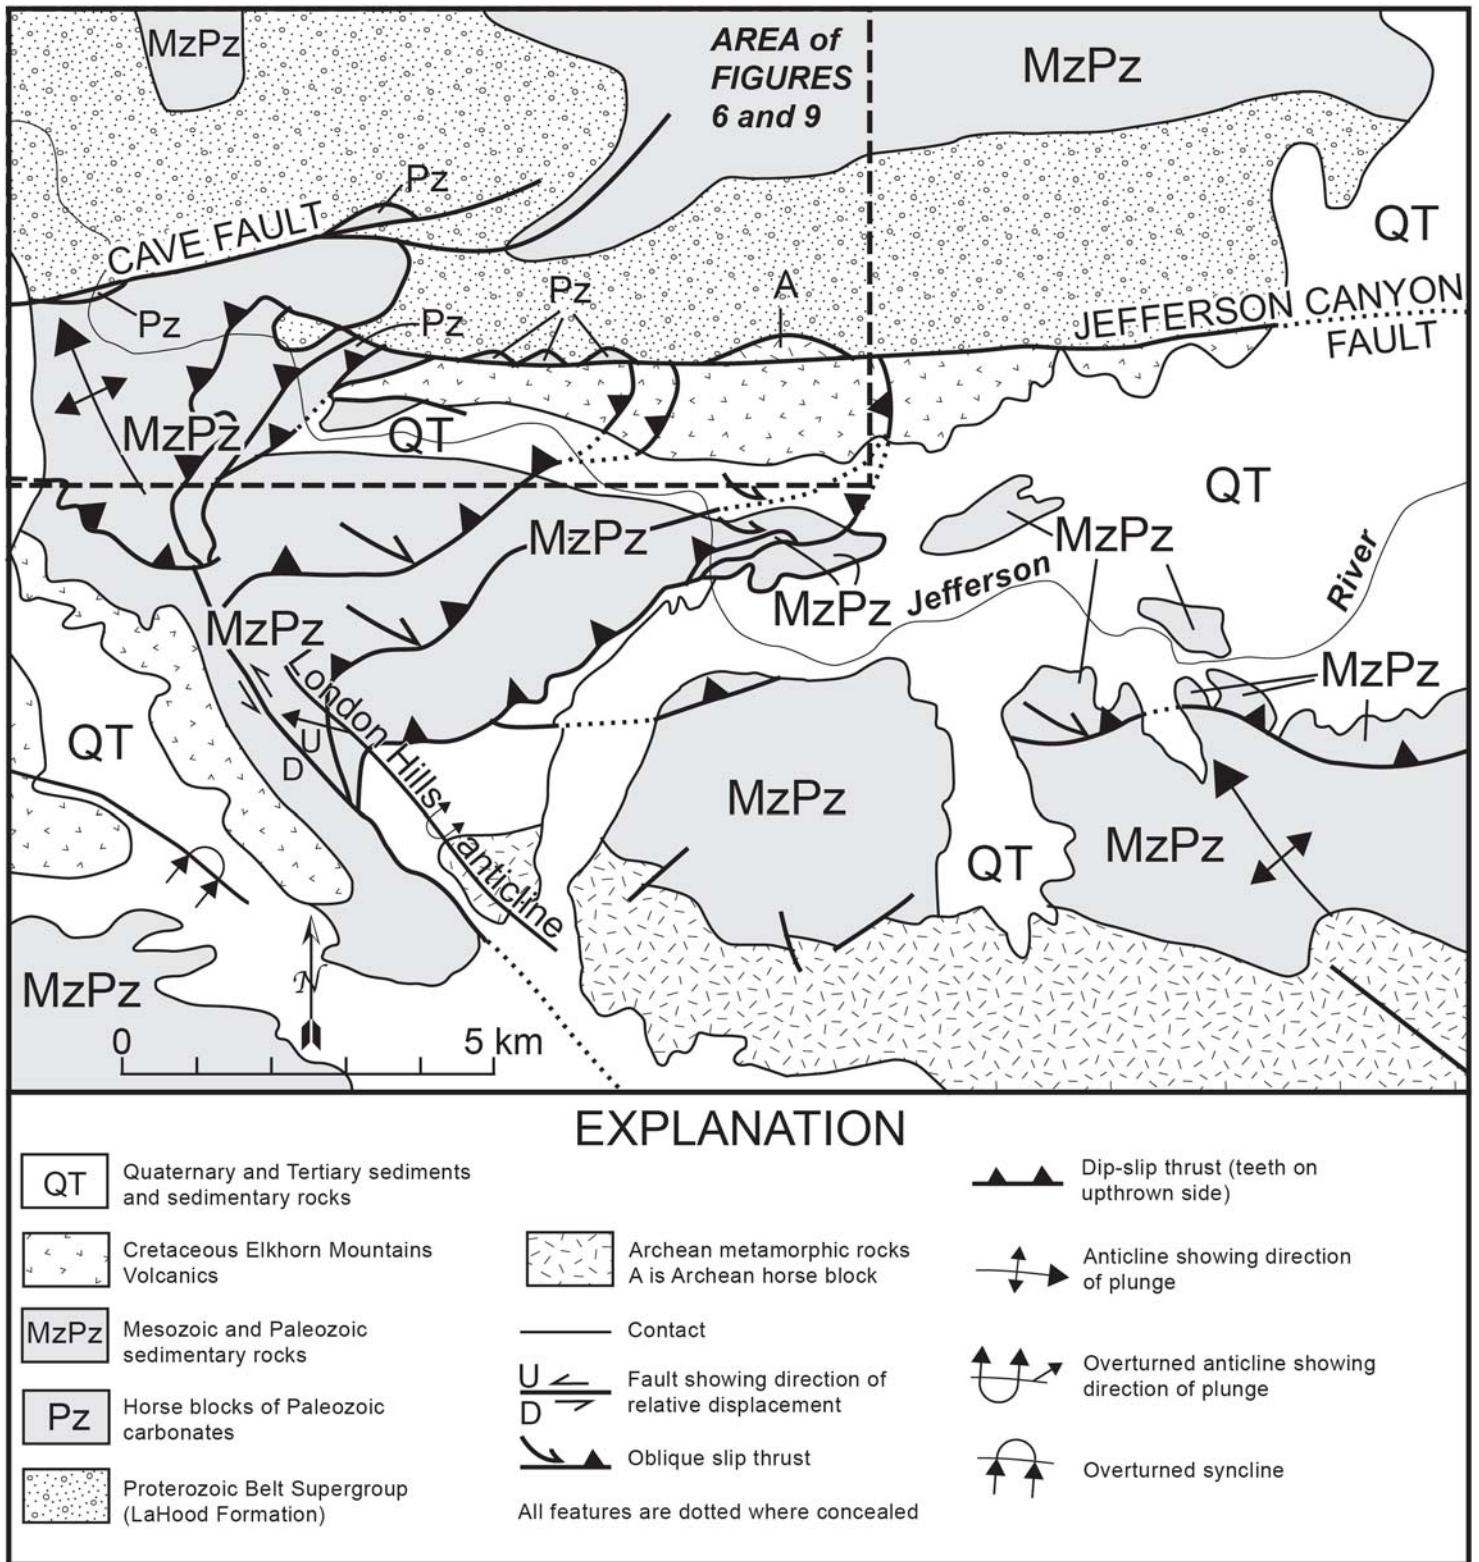 MzPz
AREA of
FIGURES
6 and 9
MzPz
Pz
QT
CAVE FAULT
Pz
A
JEFFERSON CANYON
FAULT
Pz
Pz
MzPz
QT
QT
MzPz
MzPz
Jefferson
River
MzPz
MzPz
MzPz
London Hills anticline
QT
U
D
MzPz
QT
MzPz
MzPz
N
0
5 km
EXPLANATION
QT
Quaternary and Tertiary sediments
and sedimentary rocks
Cretaceous Elkhorn Mountains
Volcanics
MzPz
Mesozoic and Paleozoic
sedimentary rocks
Pz
Horse blocks of Paleozoic
carbonates
Proterozoic Belt Supergroup
(LaHood Formation)
Archean metamorphic rocks
A is Archean horse block
Contact
U
D
Fault showing direction of
relative displacement
Oblique slip thrust
All features are dotted where concealed
Dip-slip thrust (teeth on
upthrown side)
Anticline showing direction
of plunge
Overturned anticline showing
direction of plunge
Overturned syncline